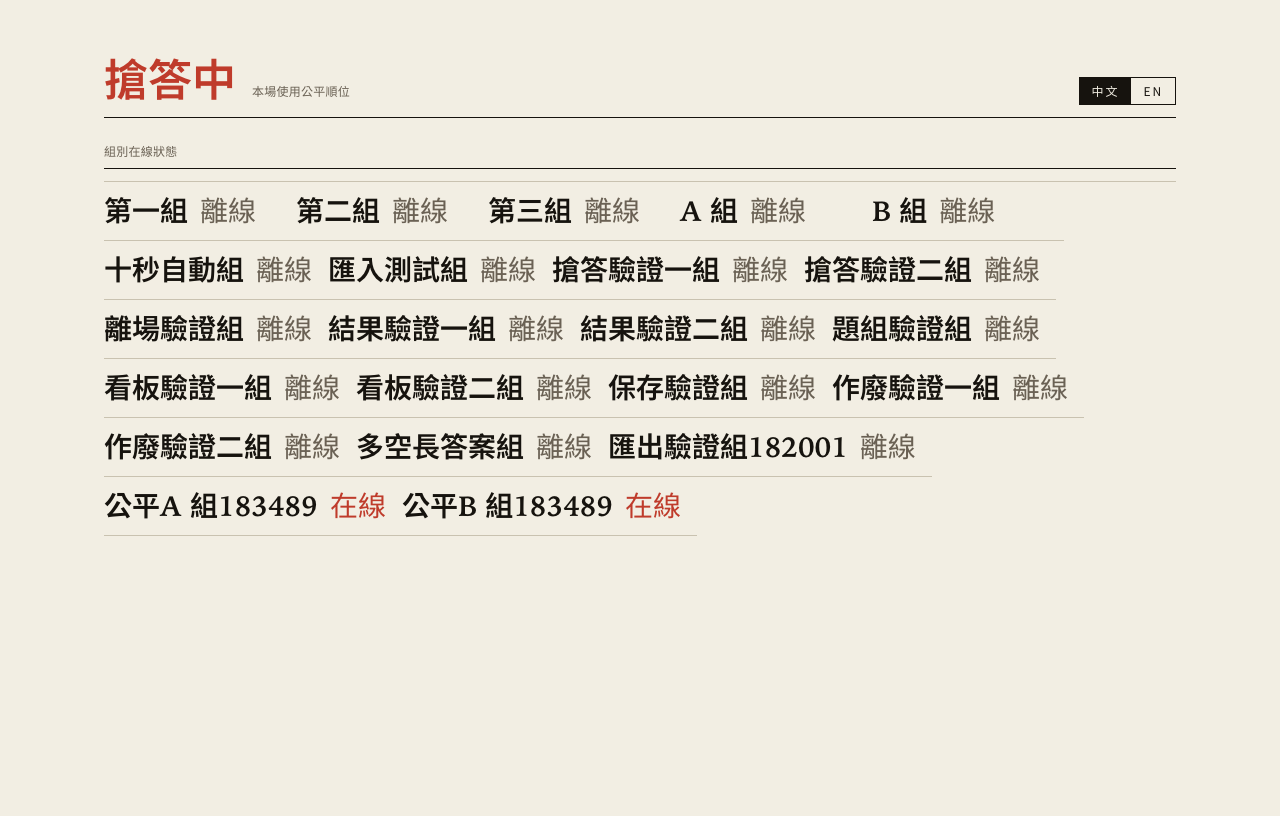 搶答中 本場使用公平順位 中文 EN
組別在線狀態
第一組 離線 第二組 離線 第三組 離線 A 組 離線 B 組 離線
十秒自動組 離線 匯入測試組 離線 搶答驗證一組 離線 搶答驗證二組 離線
離場驗證組 離線 結果驗證一組 離線 結果驗證二組 離線 題組驗證組 離線
看板驗證一組 離線 看板驗證二組 離線 保存驗證組 離線 作廢驗證一組 離線
作廢驗證二組 離線 多空長答案組 離線 匯出驗證組182001 離線
公平A 組183489 在線 公平B 組183489 在線